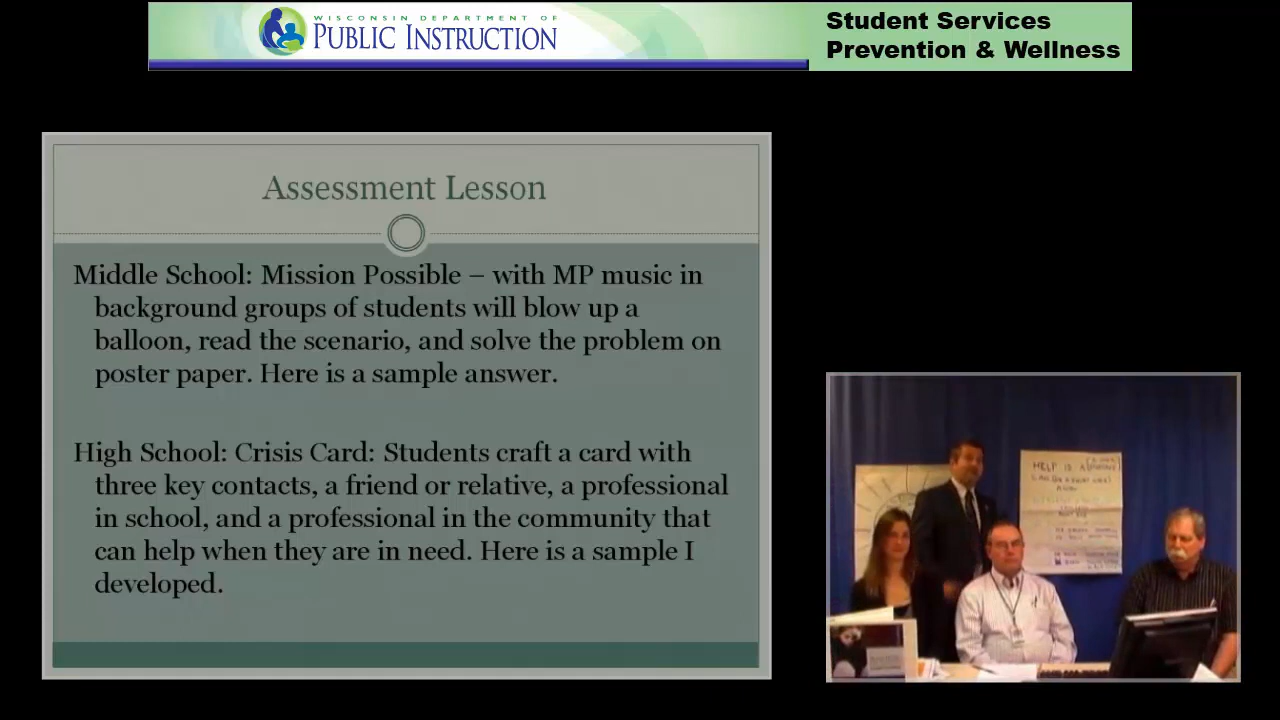 WISCONSIN DEPARTMENT OF
PUBLIC INSTRUCTION
Student Services
Prevention & Wellness
Assessment Lesson
Middle School: Mission Possible – with MP music in
background groups of students will blow up a
balloon, read the scenario, and solve the problem on
poster paper. Here is a sample answer.
High School: Crisis Card: Students craft a card with
three key contacts, a friend or relative, a professional
in school, and a professional in the community that
can help when they are in need. Here is a sample I
developed.
HELP IS A